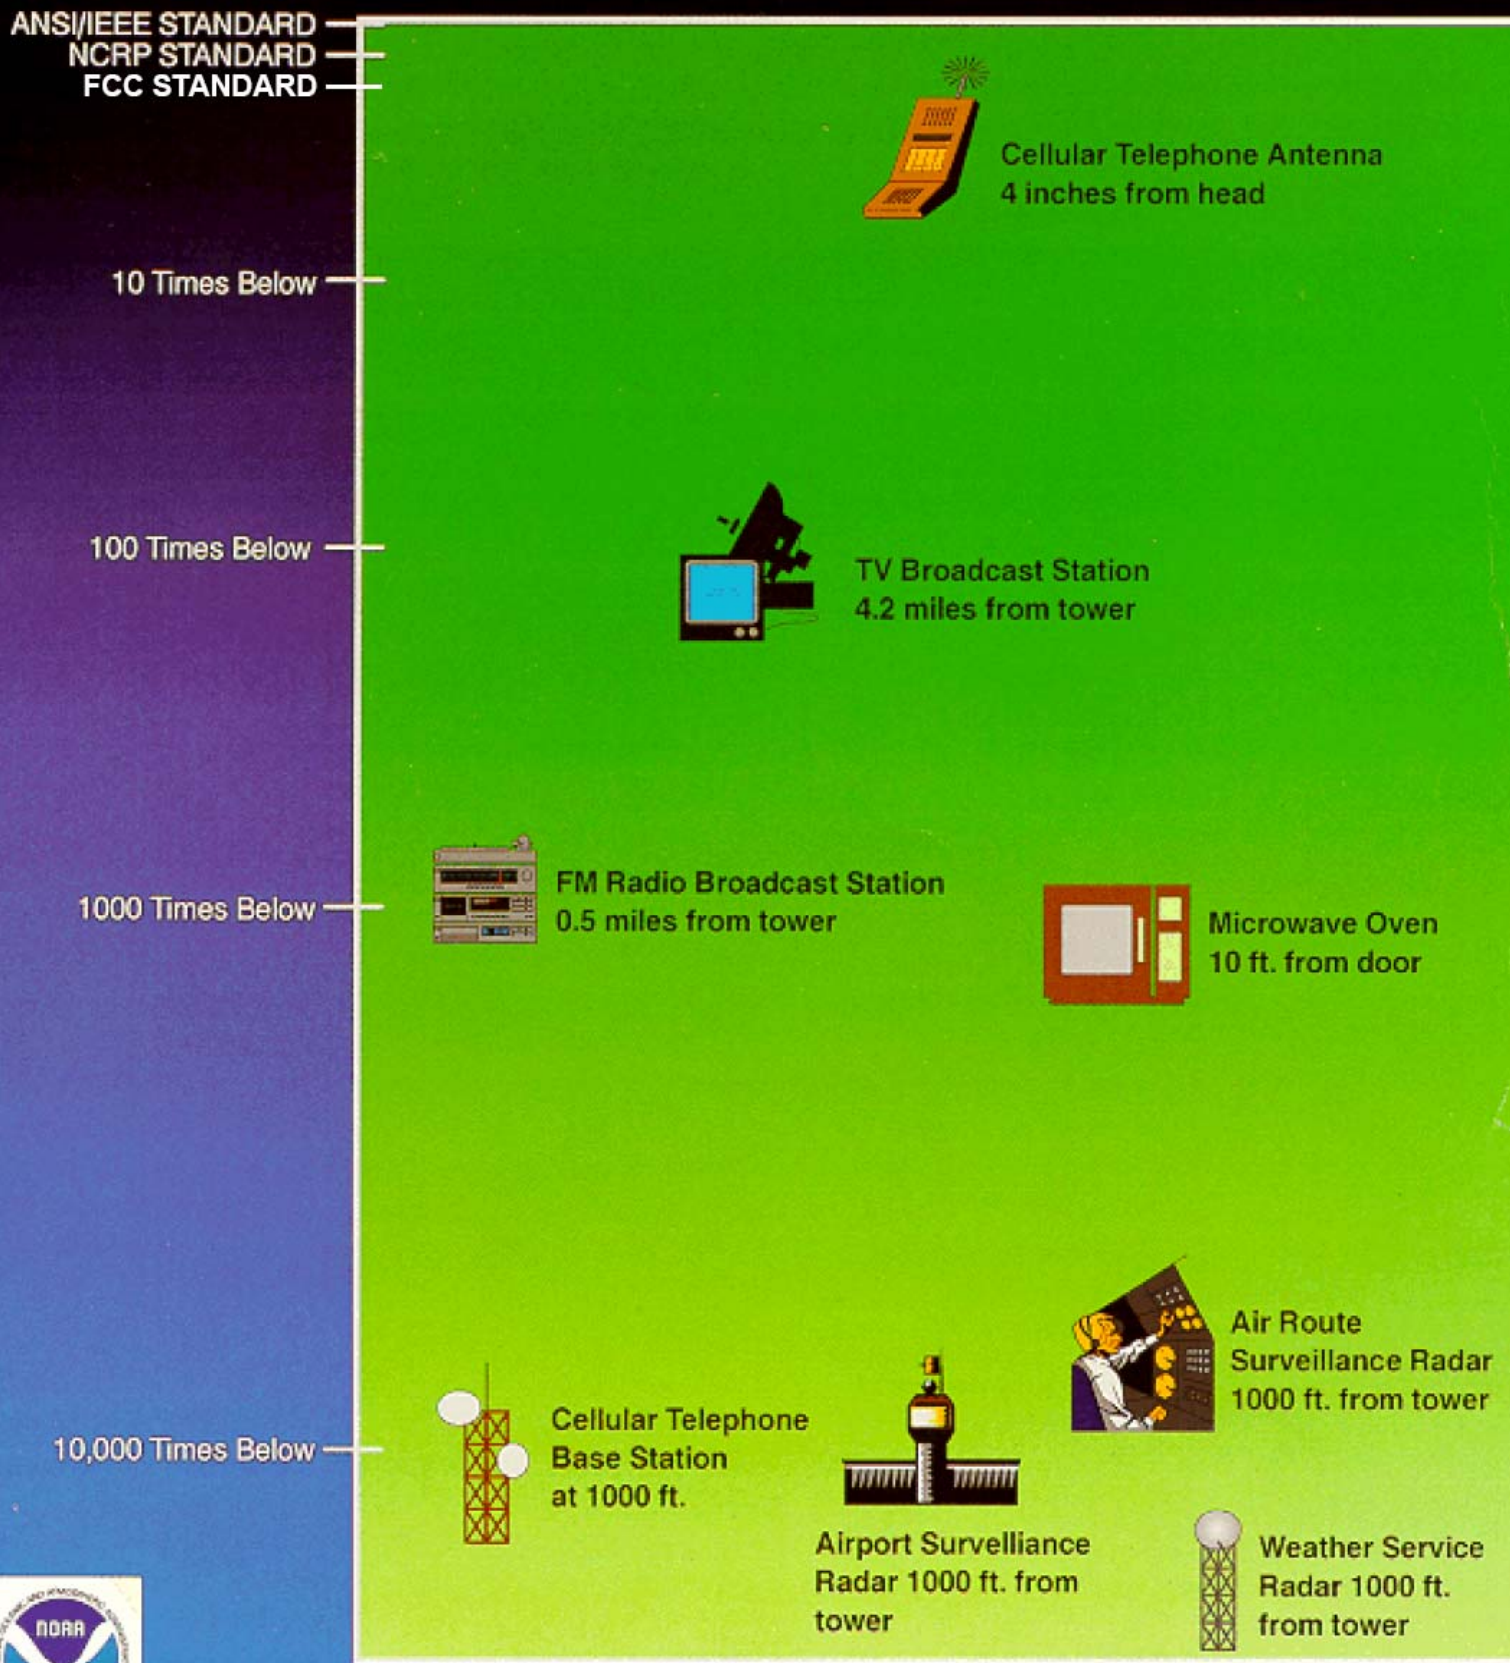 ANSI/IEEE STANDARD
NCRP STANDARD
FCC STANDARD
Cellular Telephone Antenna
4 inches from head
10 Times Below
100 Times Below
TV Broadcast Station
4.2 miles from tower
1000 Times Below
FM Radio Broadcast Station
0.5 miles from tower
Microwave Oven
10 ft. from door
Air Route
Surveillance Radar
1000 ft. from tower
10,000 Times Below
Cellular Telephone
Base Station
at 1000 ft.
Airport Survelliance
Radar 1000 ft. from
tower
Weather Service
Radar 1000 ft.
from tower
NOAA